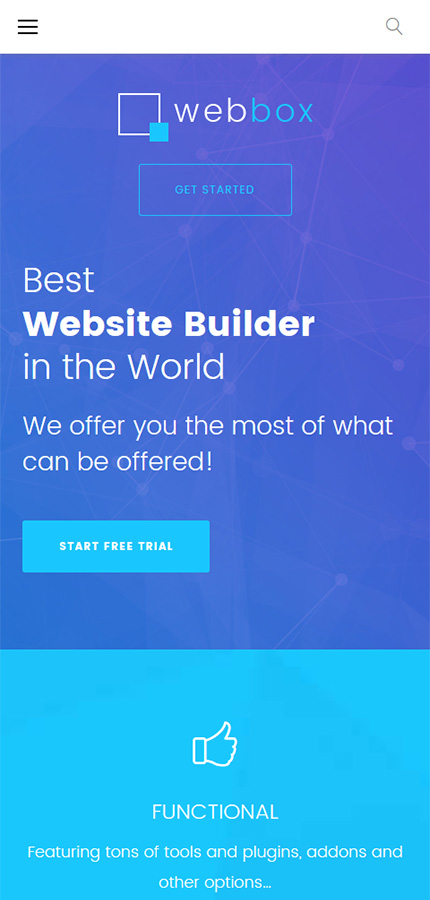 webbox
GET STARTED
Best
Website Builder
in the World
We offer you the most of what
can be offered!
START FREE TRIAL
FUNCTIONAL
Featuring tons of tools and plugins, addons and
other options...